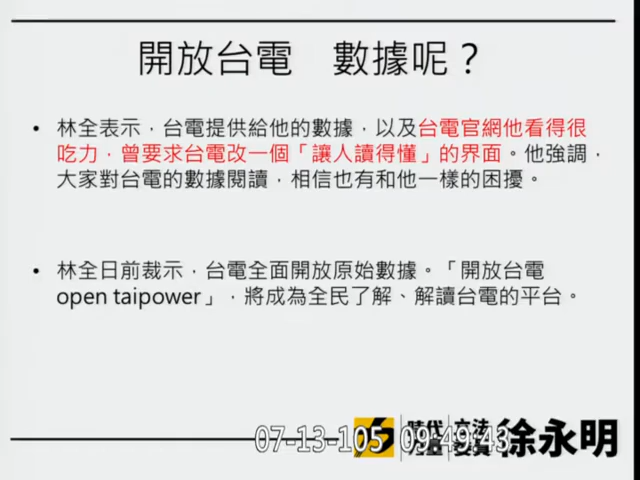 開放台電 數據呢？
• 林全表示，台電提供給他的數據，以及台電官網他看得很
吃力，曾要求台電改一個「讓人讀得懂」的界面。他強調，
大家對台電的數據閱讀，相信也有和他一樣的困擾。
• 林全日前裁示，台電全面開放原始數據。「開放台電
open taipower」，將成為全民了解、解讀台電的平台。
時代 立法 徐永明
07-13-105 09:49:43